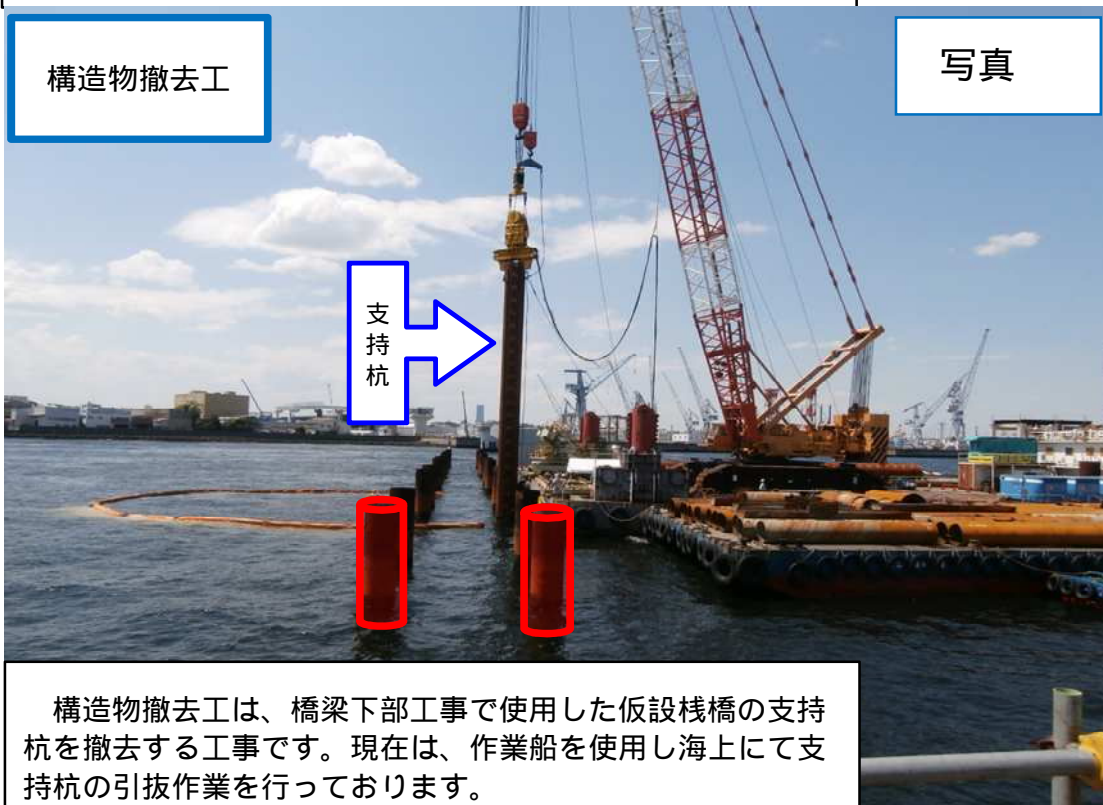 構造物撤去工
写真
支持杭
構造物撤去工は、橋梁下部工事で使用した仮設桟橋の支持
杭を撤去する工事です。現在は、作業船を使用し海上にて支
持杭の引抜作業を行っております。